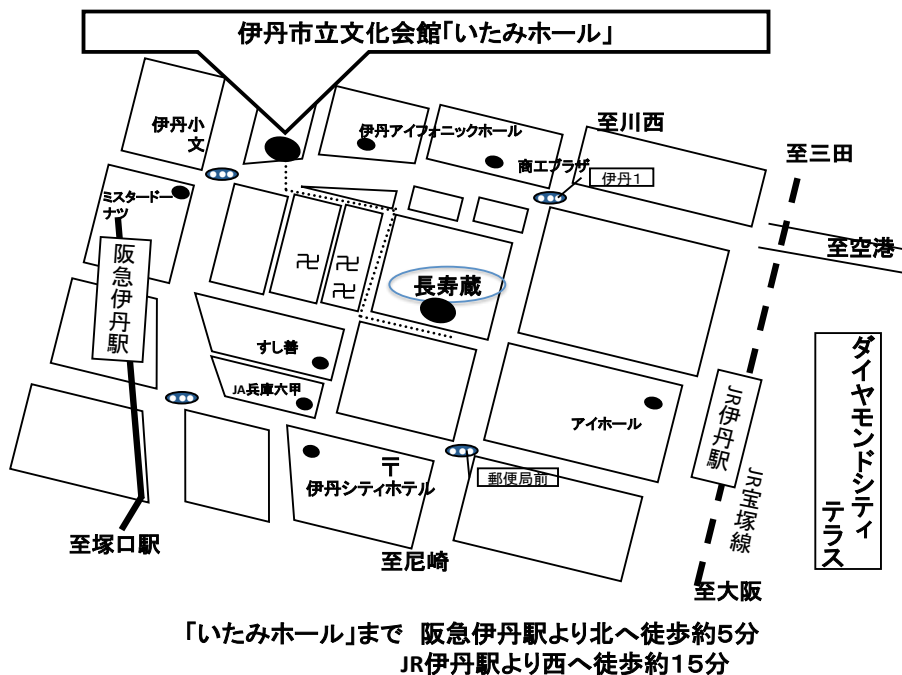 伊丹市立文化会館「いたみホール」
伊丹小
文
伊丹アイフォニックホール
至川西
商工プラザ
伊丹1
至三田
ミスタードー
ナツ
至空港
阪急伊丹駅
卍
卍
卍
長寿蔵
すし善
JA兵庫六甲
アイホール
JR伊丹駅
ダイヤモンドシティ
テラス
〒
伊丹シティホテル
郵便局前
JR宝塚線
至塚口駅
至尼崎
至大阪
「いたみホール」まで 阪急伊丹駅より北へ徒歩約5分
JR伊丹駅より西へ徒歩約15分